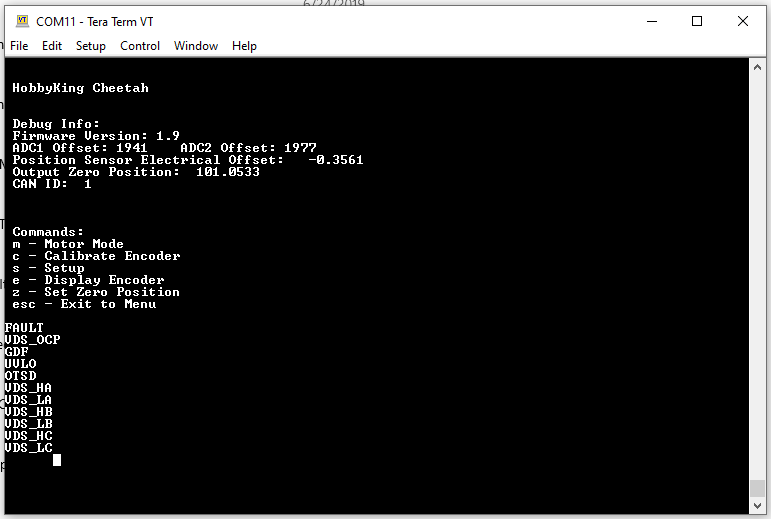 6/24/2019
COM11 - Tera Term VT
File Edit Setup Control Window Help
HobbyKing Cheetah
Debug Info:
Firmware Version: 1.9
ADC1 Offset: 1941    ADC2 Offset: 1977
Position Sensor Electrical Offset:   -0.3561
Output Zero Position:  101.0533
CAN ID:  1
Commands:
m - Motor Mode
c - Calibrate Encoder
s - Setup
e - Display Encoder
z - Set Zero Position
esc - Exit to Menu
FAULT
VDS_OCP
GDF
UVLO
OTSD
VDS_HA
VDS_LA
VDS_HB
VDS_LB
VDS_HC
VDS_LC